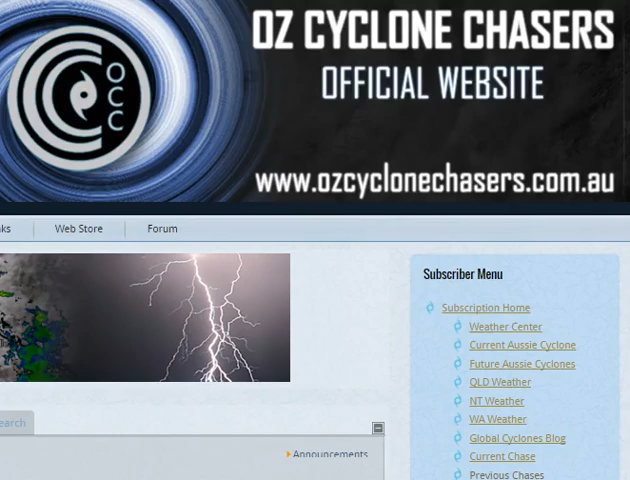 OZ CYCLONE CHASERS
OFFICIAL WEBSITE
OCC
www.ozcyclonechasers.com.au
Web Store
Forum
Subscriber Menu
Subscription Home
Weather Center
Current Aussie Cyclone
Future Aussie Cyclones
QLD Weather
NT Weather
WA Weather
Global Cyclones Blog
Current Chase
Previous Chases
Announcements